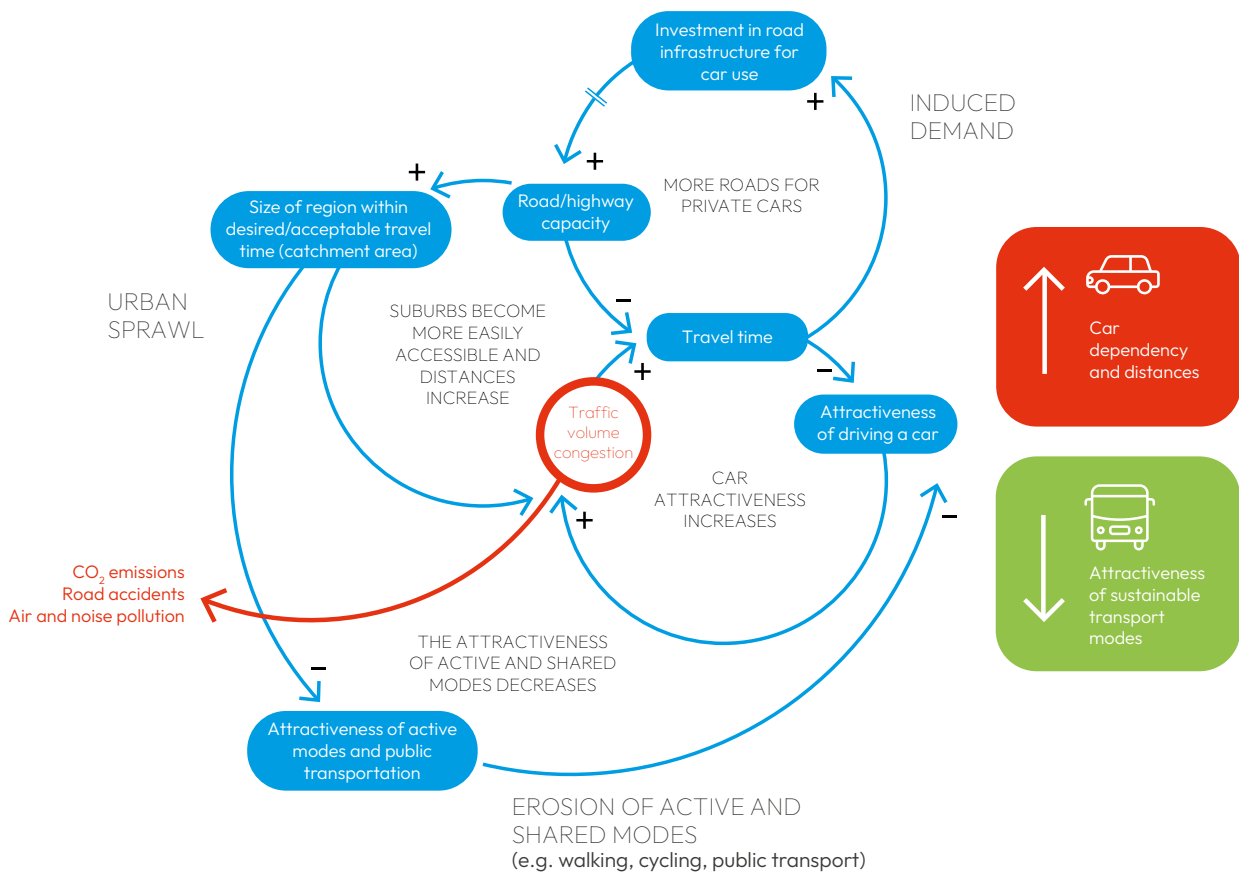 Investment in road
infrastructure for
car use
+
INDUCED
DEMAND
+
+
MORE ROADS FOR
PRIVATE CARS
Size of region within
desired/acceptable travel
time (catchment area)
Road/highway
capacity
URBAN
SPRAWL
SUBURBS BECOME
MORE EASILY
ACCESSIBLE AND
DISTANCES
INCREASE
−
Travel time
+
−
Car
dependency
and distances
Traffic
volume
congestion
Attractiveness
of driving a car
CAR
ATTRACTIVENESS
INCREASES
+
−
CO₂ emissions
Road accidents
Air and noise pollution
Attractiveness
of sustainable
transport
modes
THE ATTRACTIVENESS
OF ACTIVE AND SHARED
MODES DECREASES
−
Attractiveness of active
modes and public
transportation
EROSION OF ACTIVE AND
SHARED MODES
(e.g. walking, cycling, public transport)